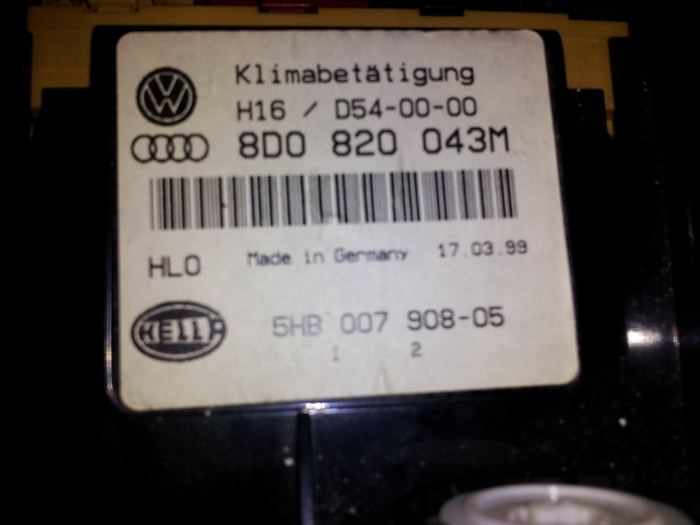 Klimabetätigung
H16 / D54-00-00
8D0 820 043M
HLO Made in Germany 17.03.99
HELLA 5HB 007 908-05
1 2